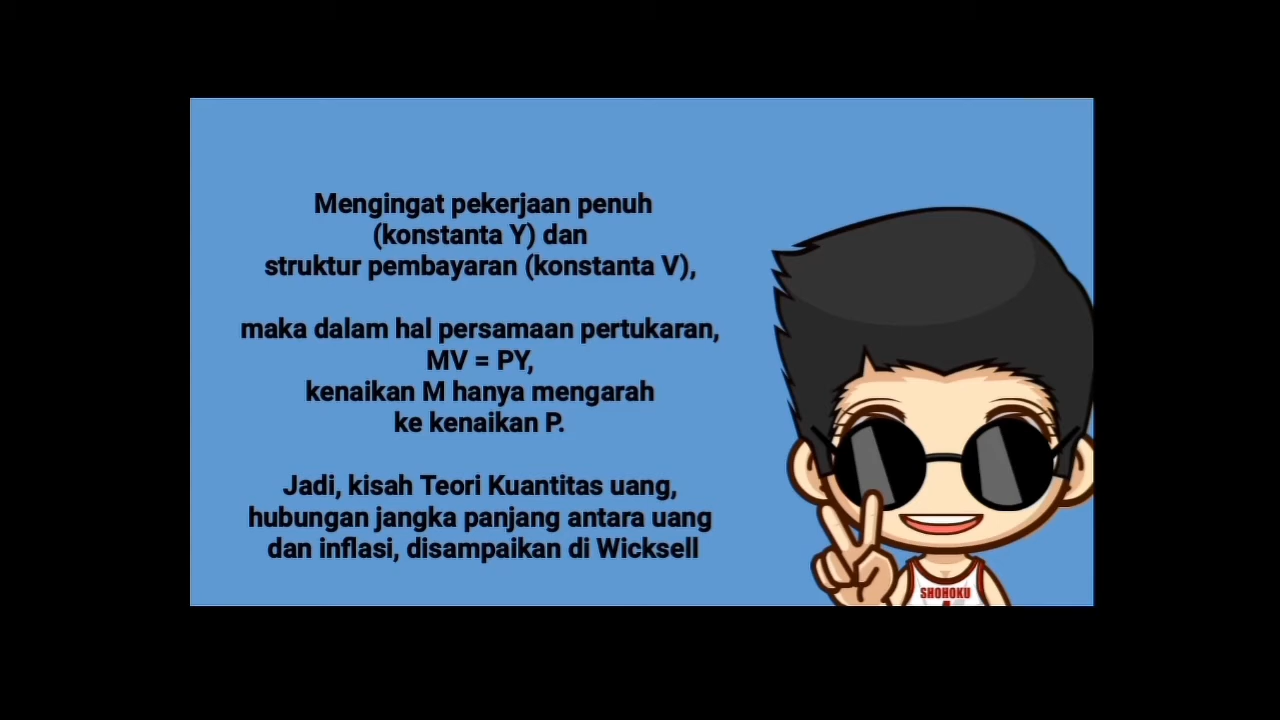 Mengingat pekerjaan penuh
(konstanta Y) dan
struktur pembayaran (konstanta V),
maka dalam hal persamaan pertukaran,
MV = PY,
kenaikan M hanya mengarah
ke kenaikan P.
Jadi, kisah Teori Kuantitas uang,
hubungan jangka panjang antara uang
dan inflasi, disampaikan di Wicksell
SHOHOKU